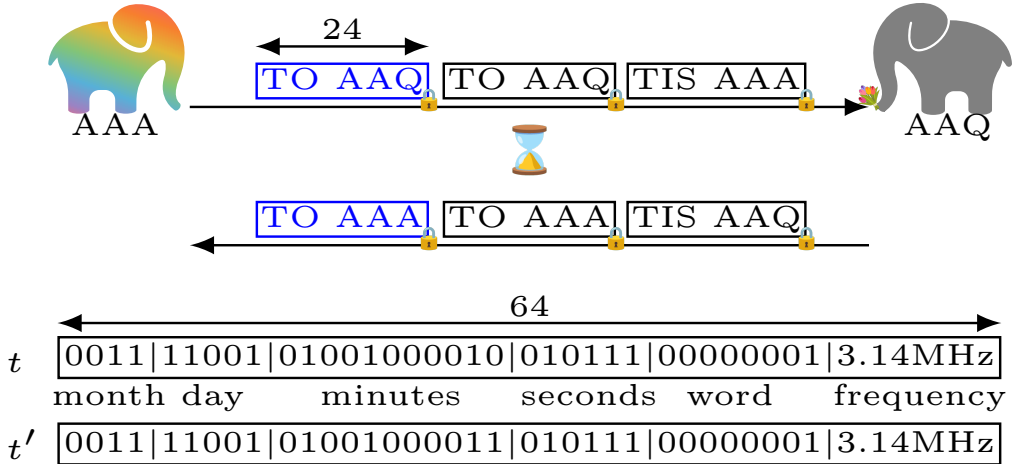 24
TO AAQ TO AAQ TIS AAA
AAA AAQ
TO AAA TO AAA TIS AAQ
64
t 0011|11001|01001000010|010111|00000001|3.14MHz
month day minutes seconds word frequency
t′ 0011|11001|01001000011|010111|00000001|3.14MHz